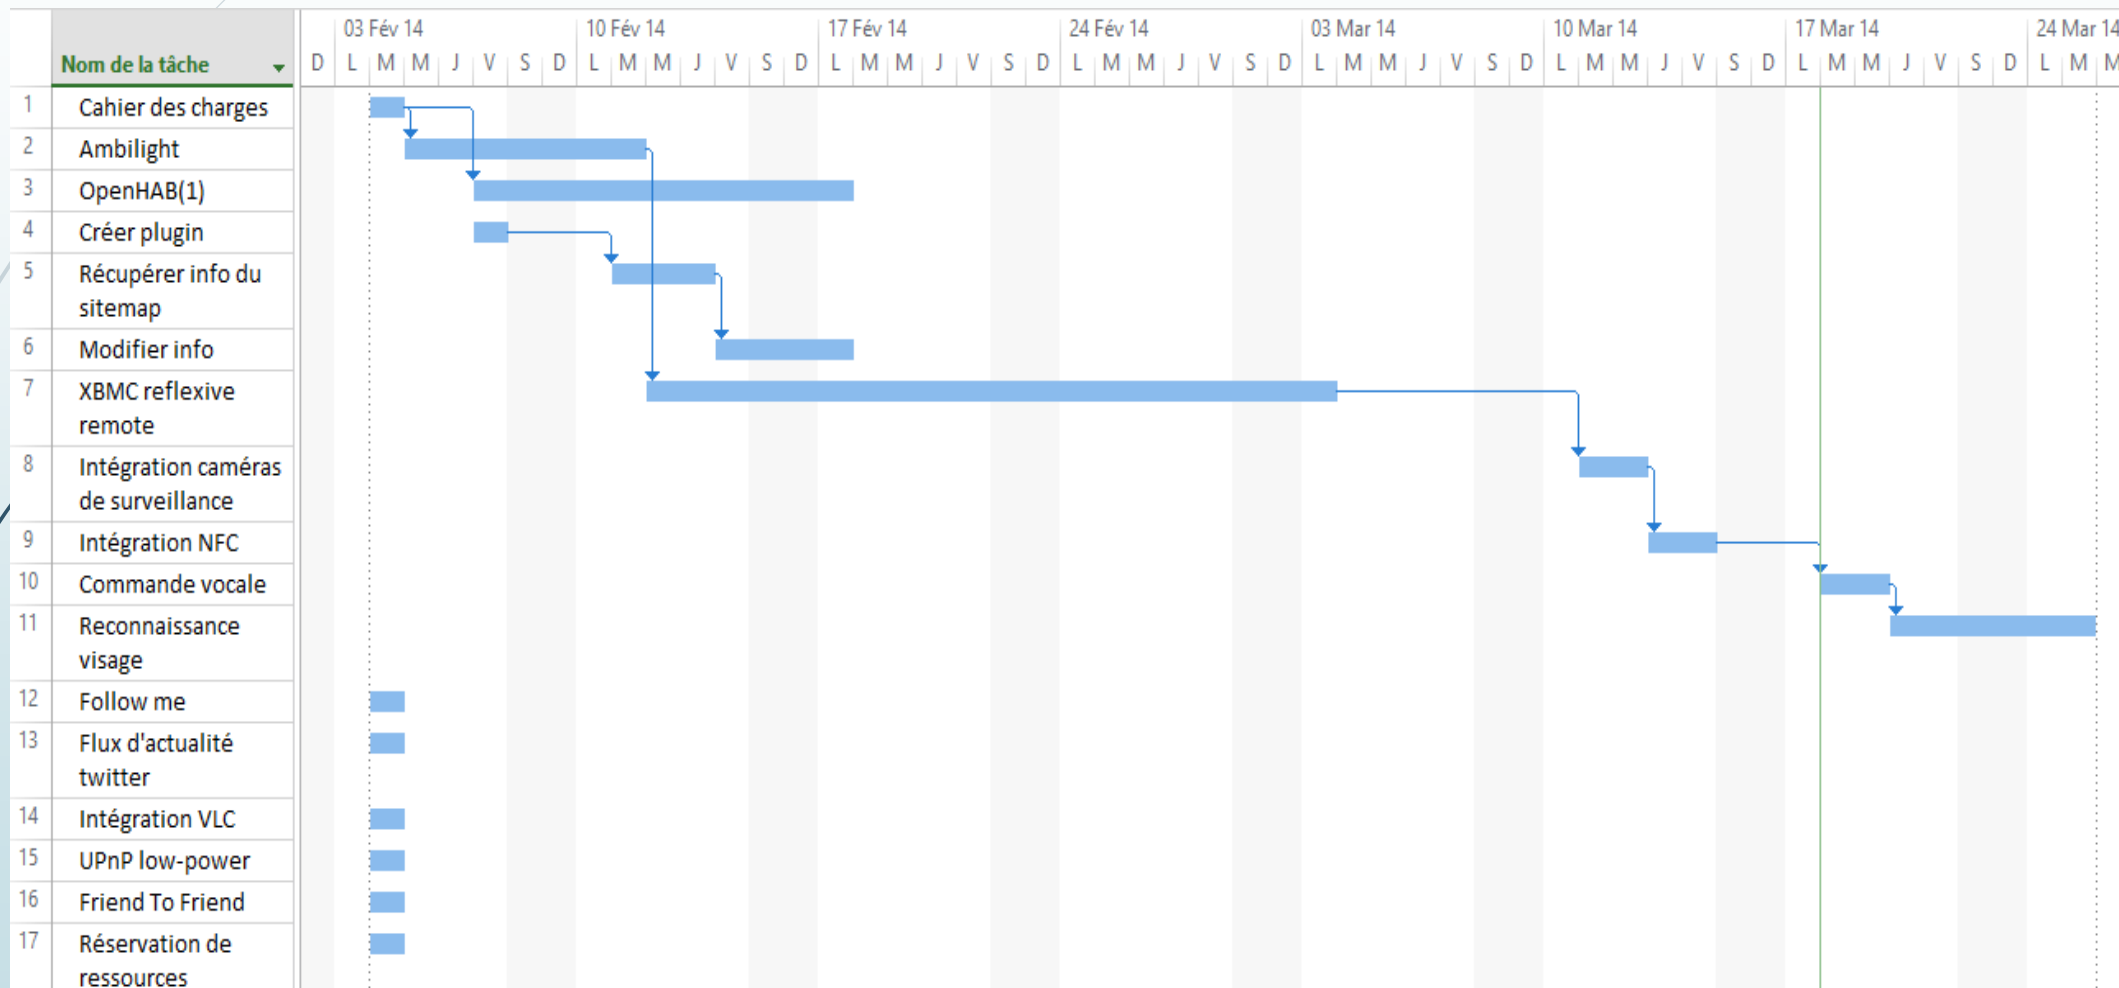 03 Fév 14 10 Fév 14 17 Fév 14 24 Fév 14 03 Mar 14 10 Mar 14 17 Mar 14 24 Mar 14
Nom de la tâche D L M M J V S D L M M J V S D L M M J V S D L M M J V S D L M M J V S D L M M J V S D L M M J V S D L M M
1 Cahier des charges
2 Ambilight
3 OpenHAB(1)
4 Créer plugin
5 Récupérer info du
sitemap
6 Modifier info
7 XBMC reflexive
remote
8 Intégration caméras
de surveillance
9 Intégration NFC
10 Commande vocale
11 Reconnaissance
visage
12 Follow me
13 Flux d'actualité
twitter
14 Intégration VLC
15 UPnP low-power
16 Friend To Friend
17 Réservation de
ressources